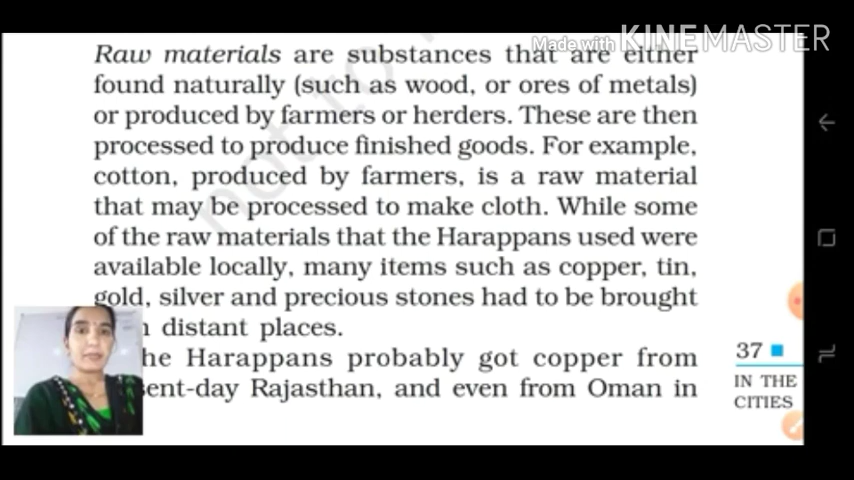 Made with KINEMASTER
Raw materials are substances that are either
found naturally (such as wood, or ores of metals)
or produced by farmers or herders. These are then
processed to produce finished goods. For example,
cotton, produced by farmers, is a raw material
that may be processed to make cloth. While some
of the raw materials that the Harappans used were
available locally, many items such as copper, tin,
gold, silver and precious stones had to be brought
distant places.
Harappans probably got copper from
Rajasthan, and even from Oman in
37
IN THE
CITIES